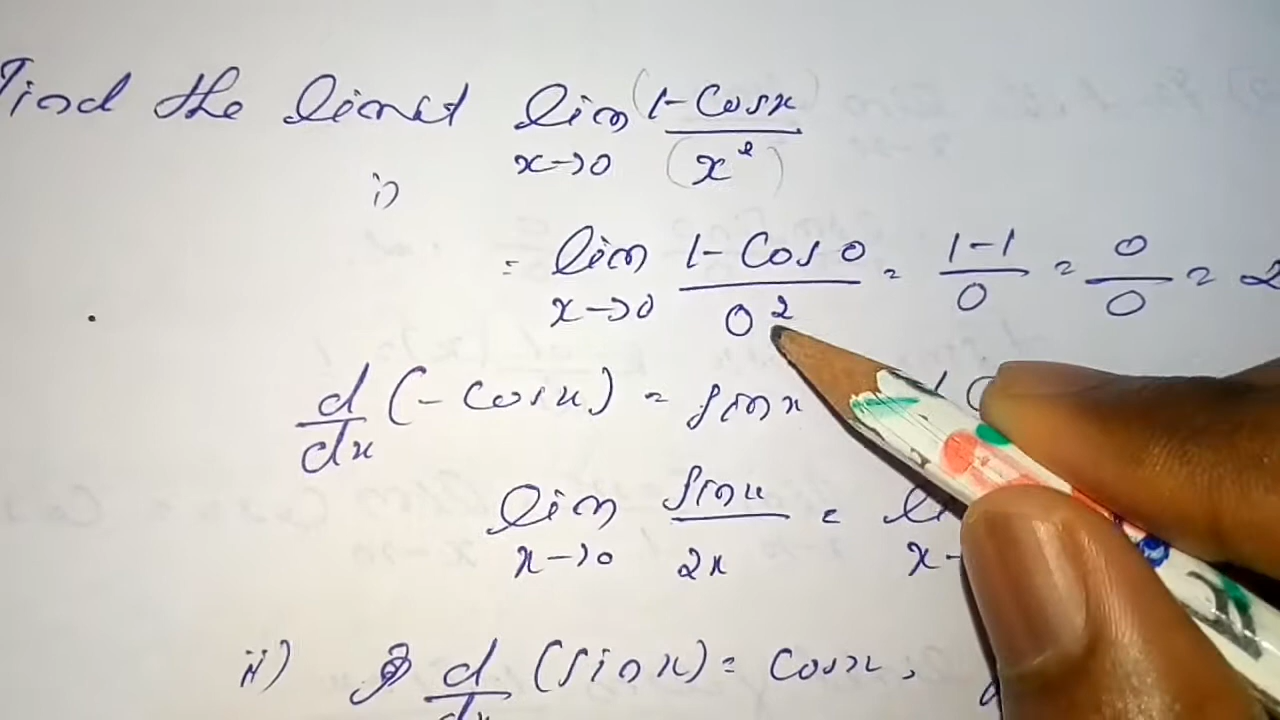 Find the limit lim (1-Cosx)
x→0 (x²)
i)
= lim 1-Cos0 = 1-1 = 0 = 2
x→0 0² 0 0
d (-Cosx) = sinx
dx
lim sinx =
x→0 2x x
ii) d (sinx) = Cosx,
dx